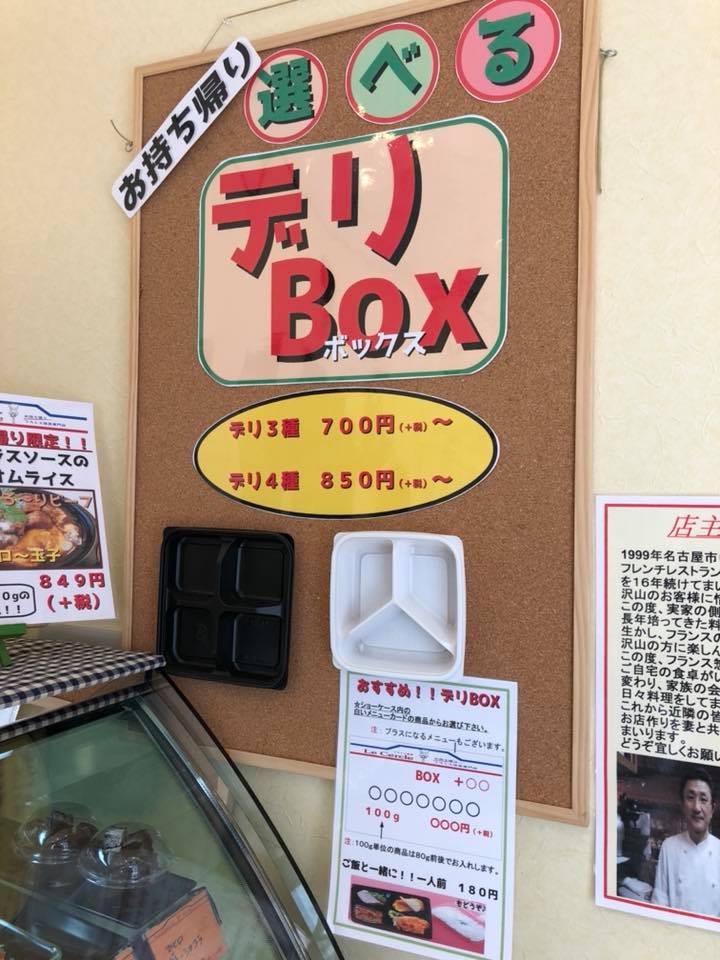 お持ち帰り
選べる
デリ
BOX
ボックス
デリ3種 700円(+税)～
デリ4種 850円(+税)～
り限定！！
ラスソースの
オムライス
849円
(+税)
おすすめ！！デリBOX
☆ショーケース内の
白いメニューカードの商品からお選び下さい。
注：プラスになるメニューもございます。
Le Cercle
BOX +○○
○○○○○○○
100g ○○○円(+税)
注:100g単位の商品は80g前後でお入れします。
ご飯と一緒に！！一人前 180円
もどうぞ♪
店主
1999年名古屋市
フレンチレストラン
を16年続けてまい
沢山のお客様に
この度、実家の側
長年培ってきた料
生かし、フランスの
沢山の方に楽しん
この度、フランス惣
ご自宅の食卓がい
変わり、家族の会
日々料理をしてま
これから近隣の皆
お店作りを妻と共
まいります。
どうぞ宜しくお願い